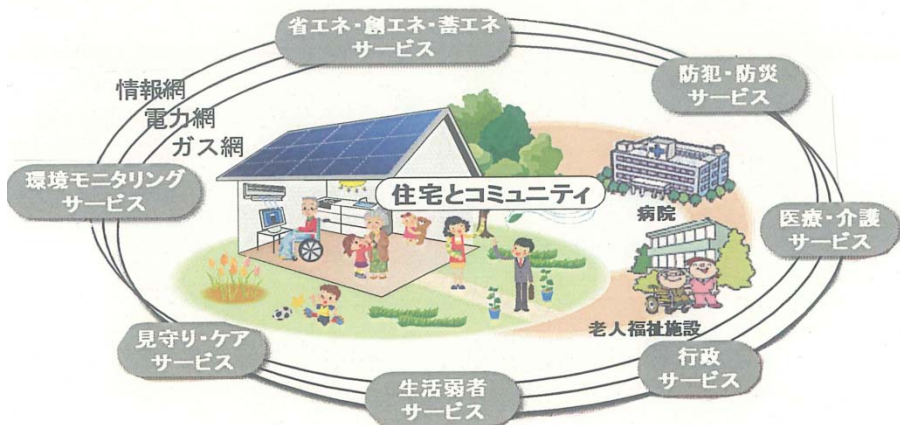 省エネ・創エネ・蓄エネ
サービス
防犯・防災
サービス
情報網
電力網
ガス網
環境モニタリング
サービス
住宅とコミュニティ
病院
医療・介護
サービス
老人福祉施設
見守り・ケア
サービス
行政
サービス
生活弱者
サービス